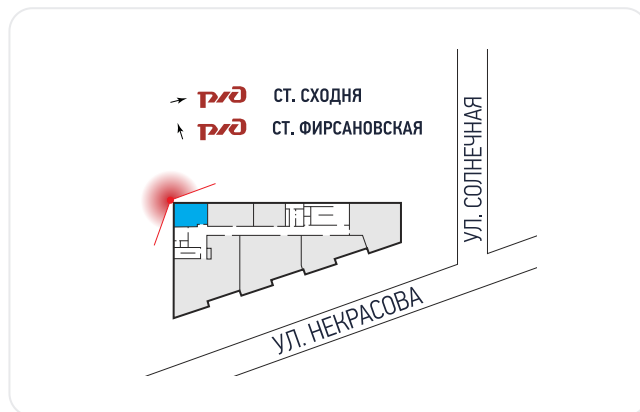 ржд СТ. СХОДНЯ
ржд СТ. ФИРСАНОВСКАЯ
УЛ. СОЛНЕЧНАЯ
УЛ. НЕКРАСОВА